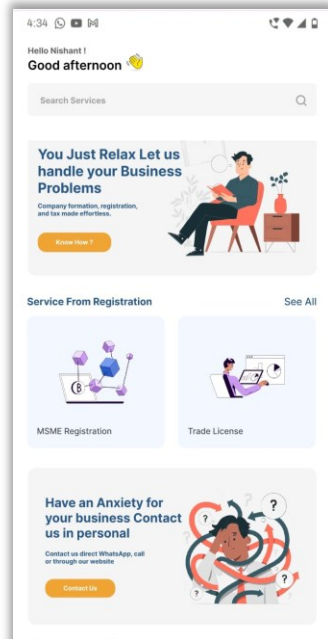 4:34
Hello Nishant !
Good afternoon
Search Services
You Just Relax Let us
handle your Business
Problems
Company formation, registration,
and tax made effortless.
Know How ?
Service From Registration
See All
MSME Registration
Trade License
Have an Anxiety for
your business Contact
us in personal
Contact us direct WhatsApp, call
or through our website
Contact Us
? ? ? ?